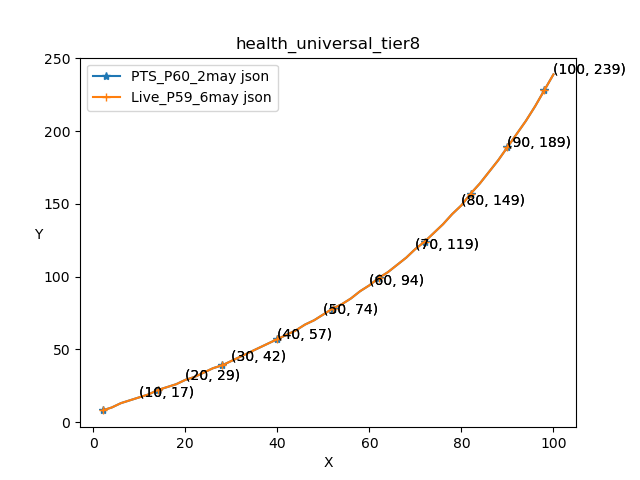 health_universal_tier8
PTS_P60_2may json
Live_P59_6may json
250
200
150
100
50
0
Y
(100, 239)
(90, 189)
(80, 149)
(70, 119)
(60, 94)
(50, 74)
(40, 57)
(30, 42)
(20, 29)
(10, 17)
0 20 40 60 80 100
X